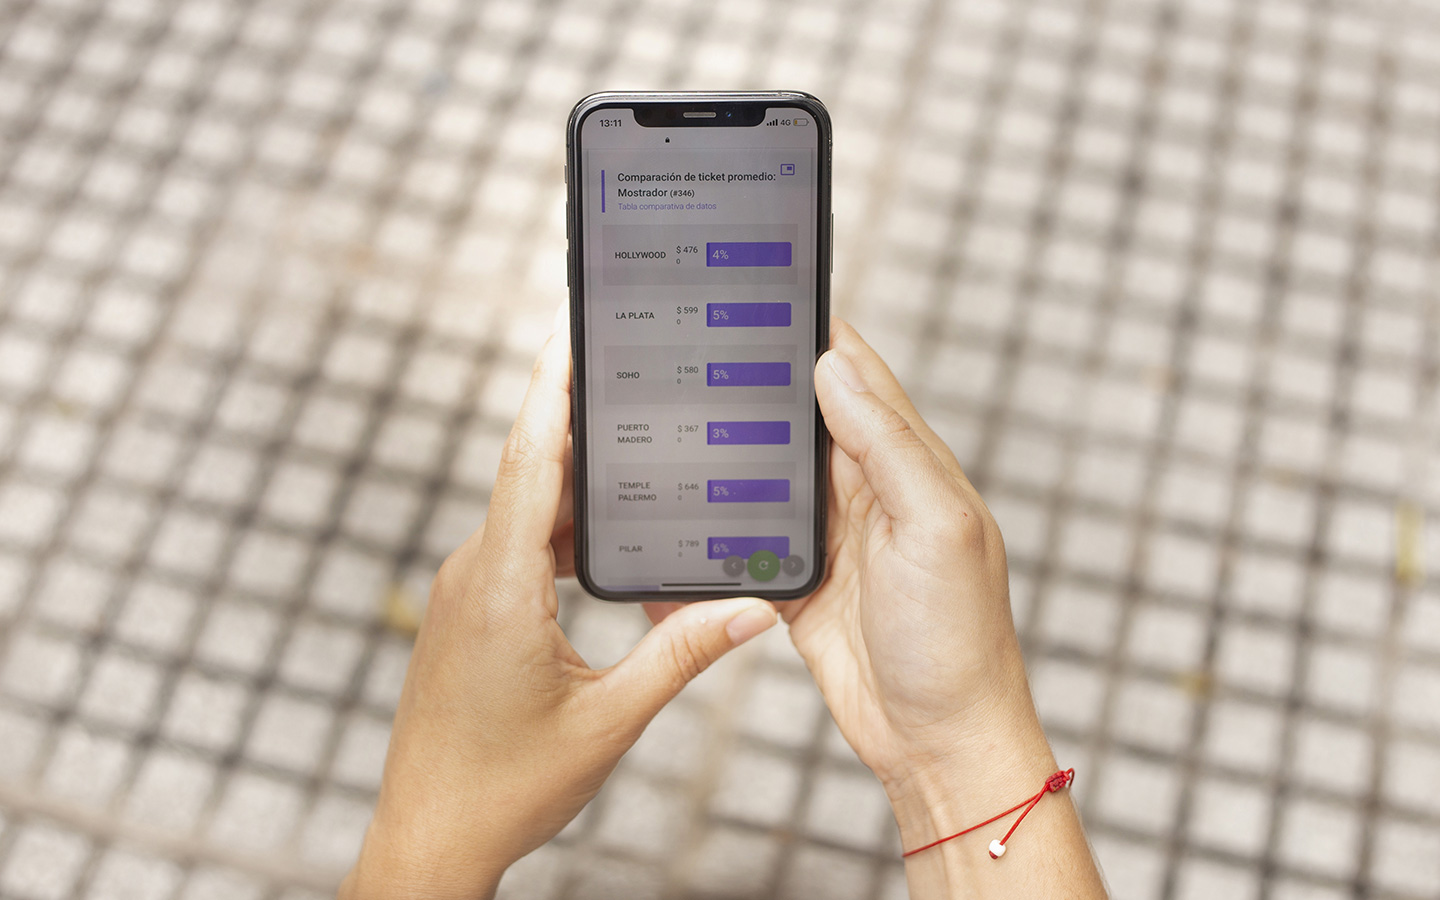 13:11
4G
Comparación de ticket promedio:
Mostrador (#346)
Tabla comparativa de datos
HOLLYWOOD $ 476 4%
0
LA PLATA $ 599 5%
0
SOHO $ 580 5%
0
PUERTO $ 367 3%
MADERO 0
TEMPLE $ 646 5%
PALERMO 0
PILAR $ 789 6%
0